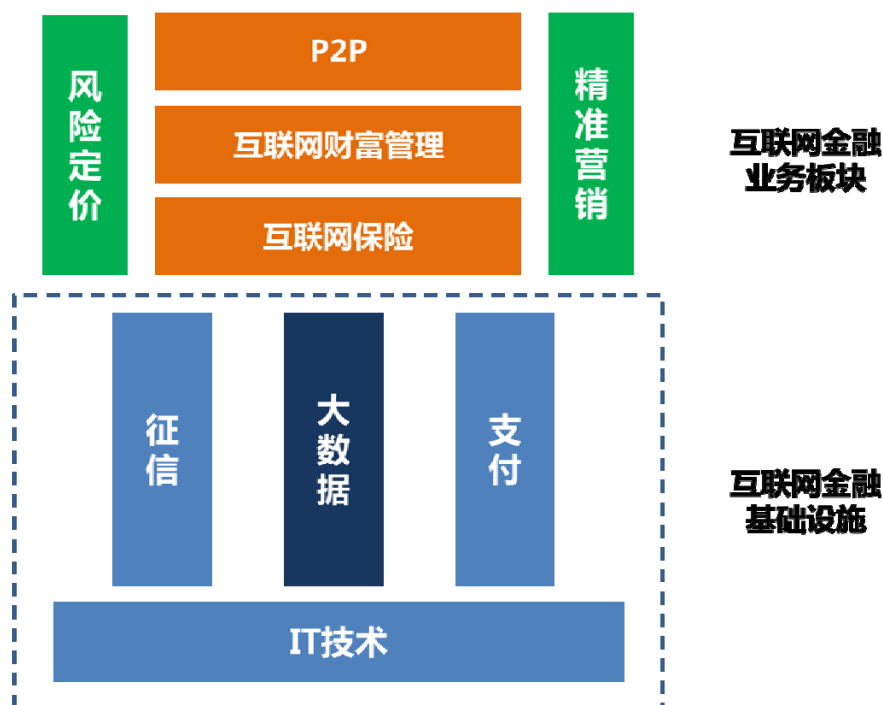 风险定价
P2P
互联网财富管理
互联网保险
精准营销
互联网金融
业务板块
征信
大数据
支付
IT技术
互联网金融
基础设施